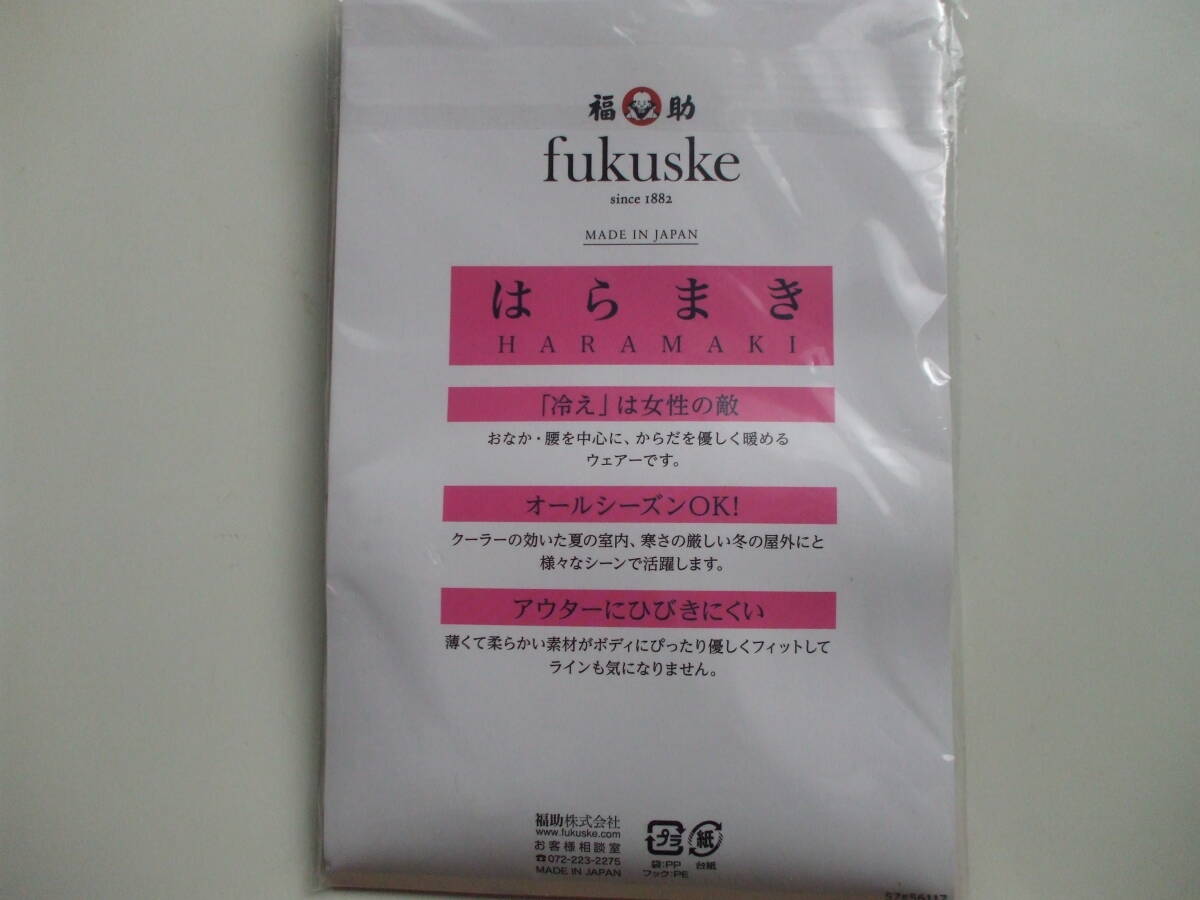 福助
fukuske
since 1882
MADE IN JAPAN
はらまき
HARAMAKI
「冷え」は女性の敵
おなか・腰を中心に、からだを優しく暖める
ウェアーです。
オールシーズンOK!
クーラーの効いた夏の室内、寒さの厳しい冬の屋外にと
様々なシーンで活躍します。
アウターにひびきにくい
薄くて柔らかい素材がボディにぴったり優しくフィットして
ラインも気になりません。
福助株式会社
www.fukuske.com
お客様相談室
☎072-223-2275
MADE IN JAPAN
プラ 紙
袋:PP 台紙
フック:PE